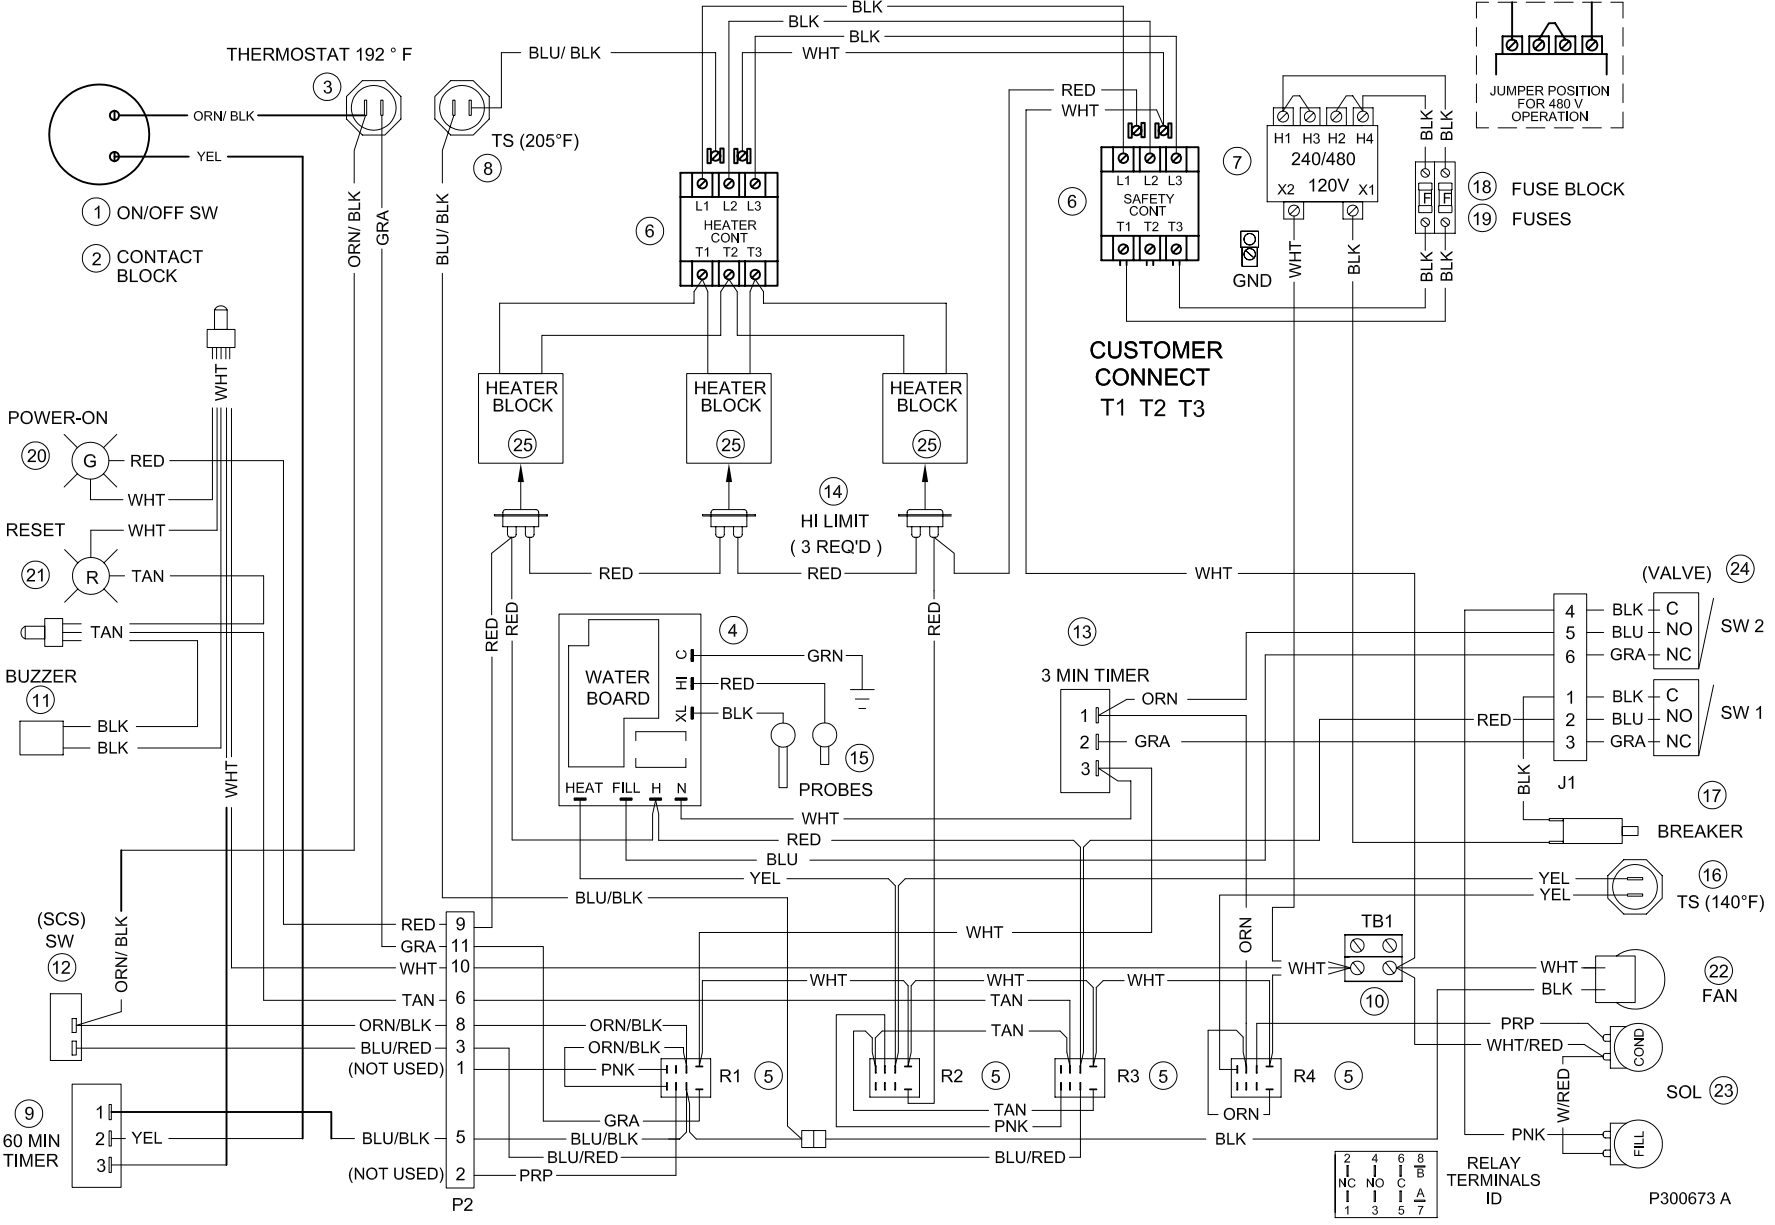 BLK
BLK
BLK
WHT
BLU/ BLK
THERMOSTAT 192 ° F
3
ORN/ BLK
YEL
1 ON/OFF SW
2 CONTACT
BLOCK
ORN/ BLK
GRA
TS (205°F)
8
BLU/ BLK
6
L1 L2 L3
HEATER
CONT
T1 T2 T3
RED
WHT
6
L1 L2 L3
SAFETY
CONT
T1 T2 T3
7
H1 H3 H2 H4
240/480
120V
X2 X1
GND
WHT
BLK
BLK
BLK
F F
BLK
BLK
18 FUSE BLOCK
19 FUSES
JUMPER POSITION
FOR 480 V
OPERATION
CUSTOMER
CONNECT
T1 T2 T3
HEATER
BLOCK
25
HEATER
BLOCK
25
HEATER
BLOCK
25
14
HI LIMIT
( 3 REQ'D )
RED
RED
WHT
RED
RED
RED
WHT
POWER-ON
20
G
RED
WHT
RESET
21
R
WHT
TAN
TAN
BUZZER
11
BLK
BLK
WHT
4
WATER
BOARD
C
HI
XL
GRN
RED
BLK
15
PROBES
HEAT FILL H N
WHT
RED
BLU
YEL
BLU/BLK
13
3 MIN TIMER
1
2
3
ORN
GRA
RED
(VALVE) 24
4 BLK C
5 BLU NO
6 GRA NC
SW 2
1 BLK C
2 BLU NO
3 GRA NC
SW 1
J1
BLK
17
BREAKER
16
TS (140°F)
YEL
YEL
TB1
10
WHT
WHT
BLK
22
FAN
PRP
WHT/RED
COND
W/RED
SOL 23
PNK
FILL
(SCS)
SW
12
ORN/ BLK
9
60 MIN
TIMER
1
2
3
YEL
RED 9
GRA 11
WHT 10
TAN 6
ORN/BLK 8
BLU/RED 3
(NOT USED) 1
BLU/BLK 5
(NOT USED) 2
P2
WHT
ORN
WHT
WHT
WHT
TAN
TAN
ORN/BLK
ORN/BLK
PNK
R1 5
R2 5
R3 5
R4 5
GRA
TAN
PNK
ORN
BLU/BLK
BLK
BLU/RED
BLU/RED
PRP
2 4 6 8
B
NC NO C
A
1 3 5 7
RELAY
TERMINALS
ID
P300673 A